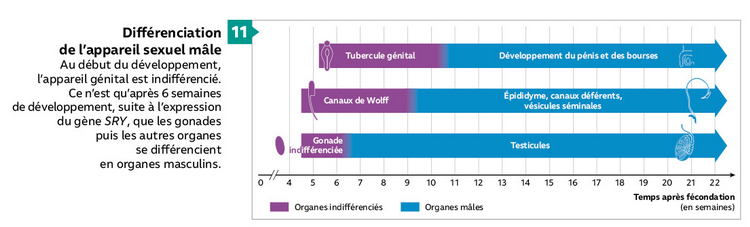 Différenciation
de l'appareil sexuel mâle
Au début du développement,
l'appareil génital est indifférencié.
Ce n'est qu'après 6 semaines
de développement, suite à l'expression
du gène SRY, que les gonades
puis les autres organes
se différencient
en organes masculins.
11
Tubercule génital
Développement du pénis et des bourses
Canaux de Wolff
Épididyme, canaux déférents,
vésicules séminales
Gonade
indifférenciée
Testicules
0 4 5 6 7 8 9 10 11 12 13 14 15 16 17 18 19 20 21 22
Temps après fécondation
(en semaines)
Organes indifférenciés
Organes mâles